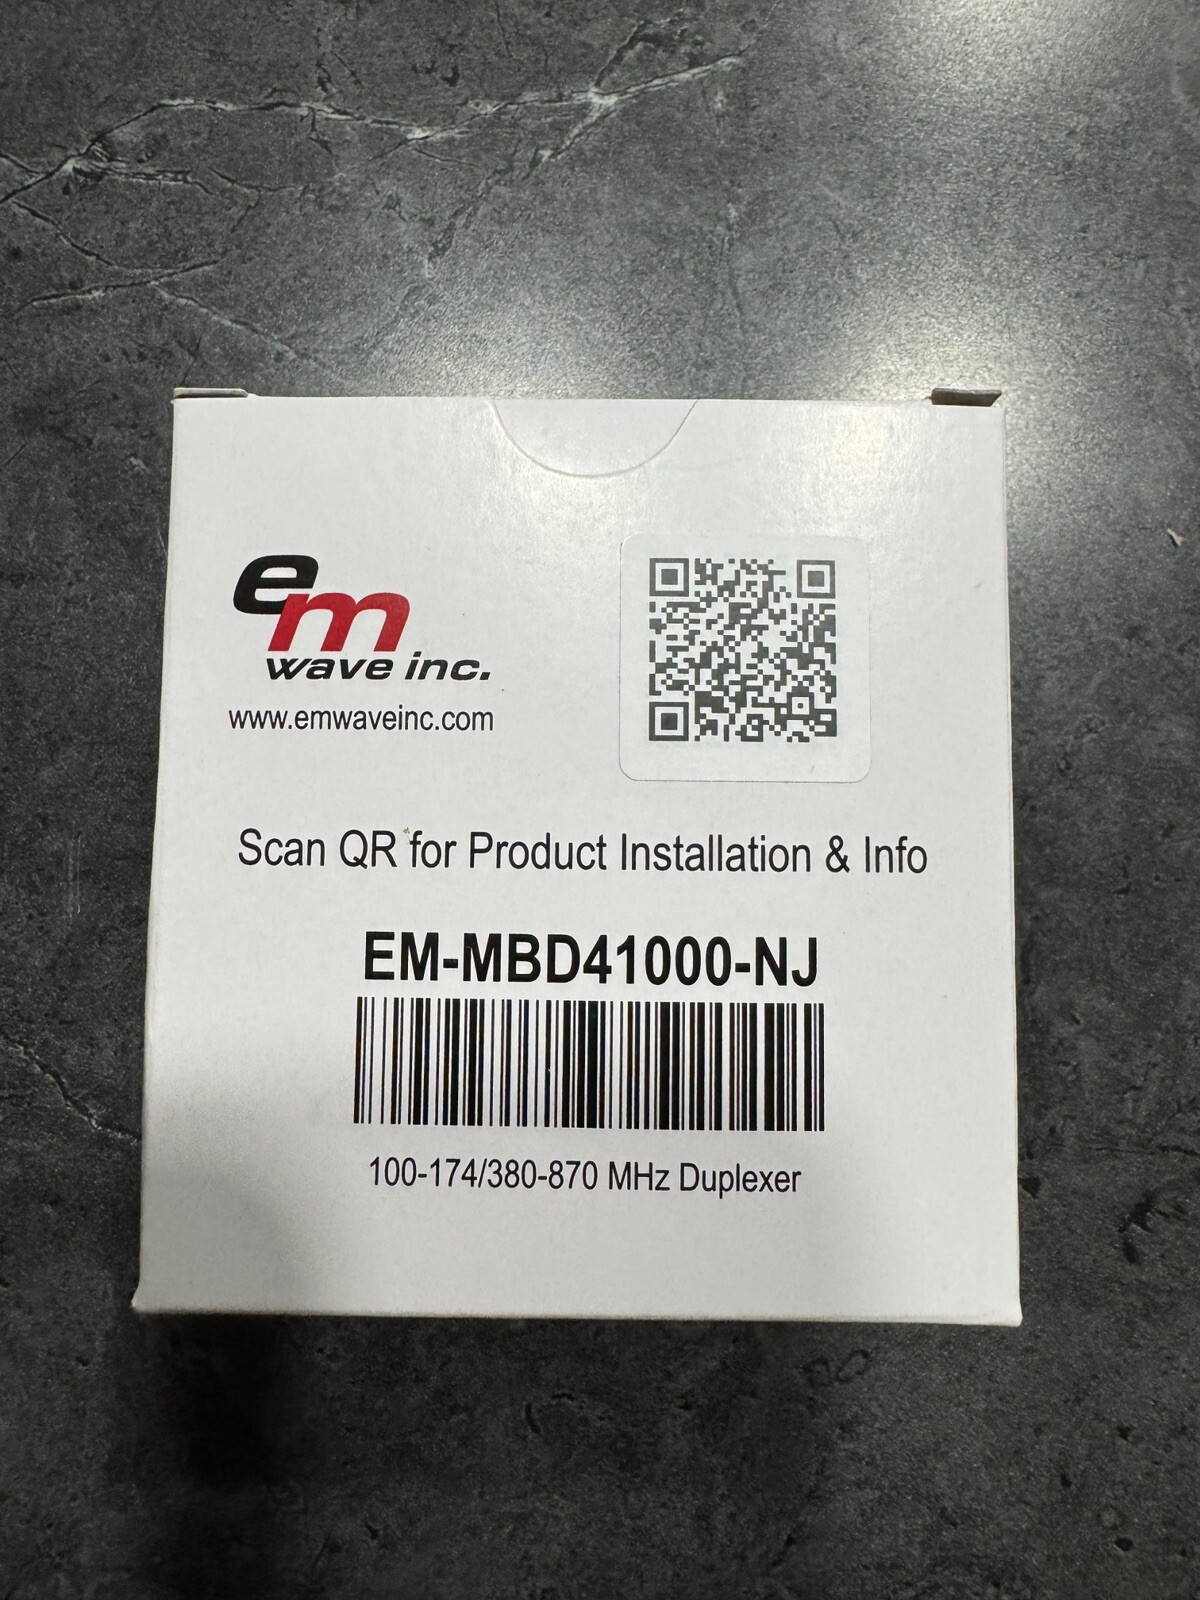 em
wave inc.
www.emwaveinc.com
Scan QR for Product Installation & Info
EM-MBD41000-NJ
100-174/380-870 MHz Duplexer